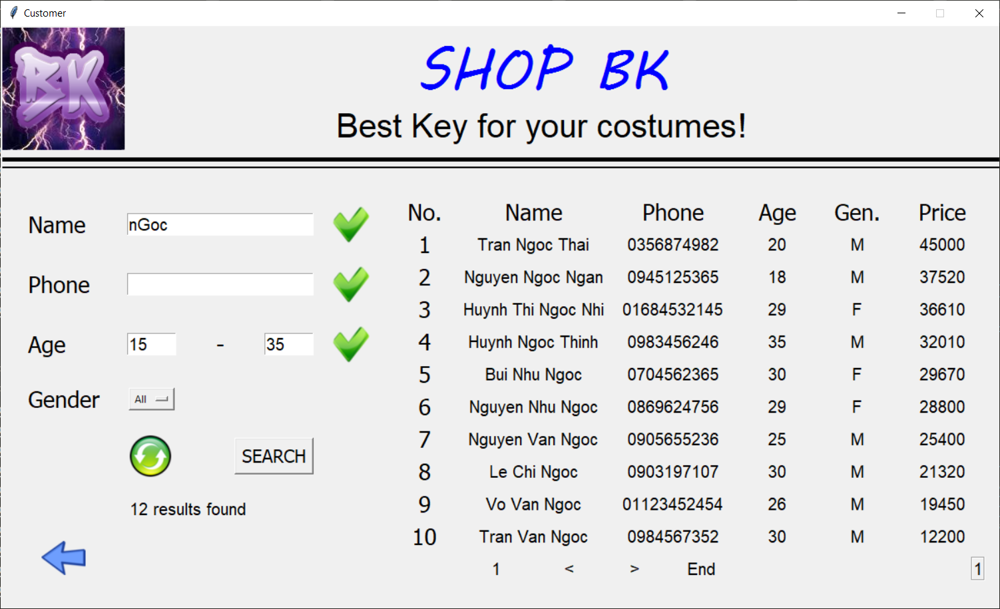 Customer
BK
SHOP BK
Best Key for your costumes!
Name nGoc
Phone
Age 15 - 35
Gender All
SEARCH
12 results found
No. Name Phone Age Gen. Price
1 Tran Ngoc Thai 0356874982 20 M 45000
2 Nguyen Ngoc Ngan 0945125365 18 M 37520
3 Huynh Thi Ngoc Nhi 01684532145 29 F 36610
4 Huynh Ngoc Thinh 0983456246 35 M 32010
5 Bui Nhu Ngoc 0704562365 30 F 29670
6 Nguyen Nhu Ngoc 0869624756 29 F 28800
7 Nguyen Van Ngoc 0905655236 25 M 25400
8 Le Chi Ngoc 0903197107 30 M 21320
9 Vo Van Ngoc 01123452454 26 M 19450
10 Tran Van Ngoc 0984567352 30 M 12200
1 < > End 1